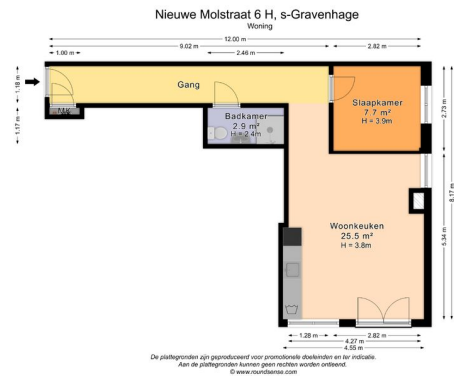 Nieuwe Molstraat 6 H, s-Gravenhage
Woning
12.00 m
9.02 m
2.82 m
1.00 m
2.46 m
1.18 m
1.17 m
Gang
Slaapkamer
7.7 m²
H = 3.9m
2.73 m
MK
Badkamer
2.9 m²
H = 2.4m
8.17 m
Woonkeuken
25.5 m²
H = 3.8m
5.34 m
1.28 m
2.82 m
4.27 m
4.55 m
De plattegronden zijn geproduceerd voor promotionele doeleinden en ter indicatie.
Aan de plattegronden kunnen geen rechten worden ontleend.
© www.roundsense.com